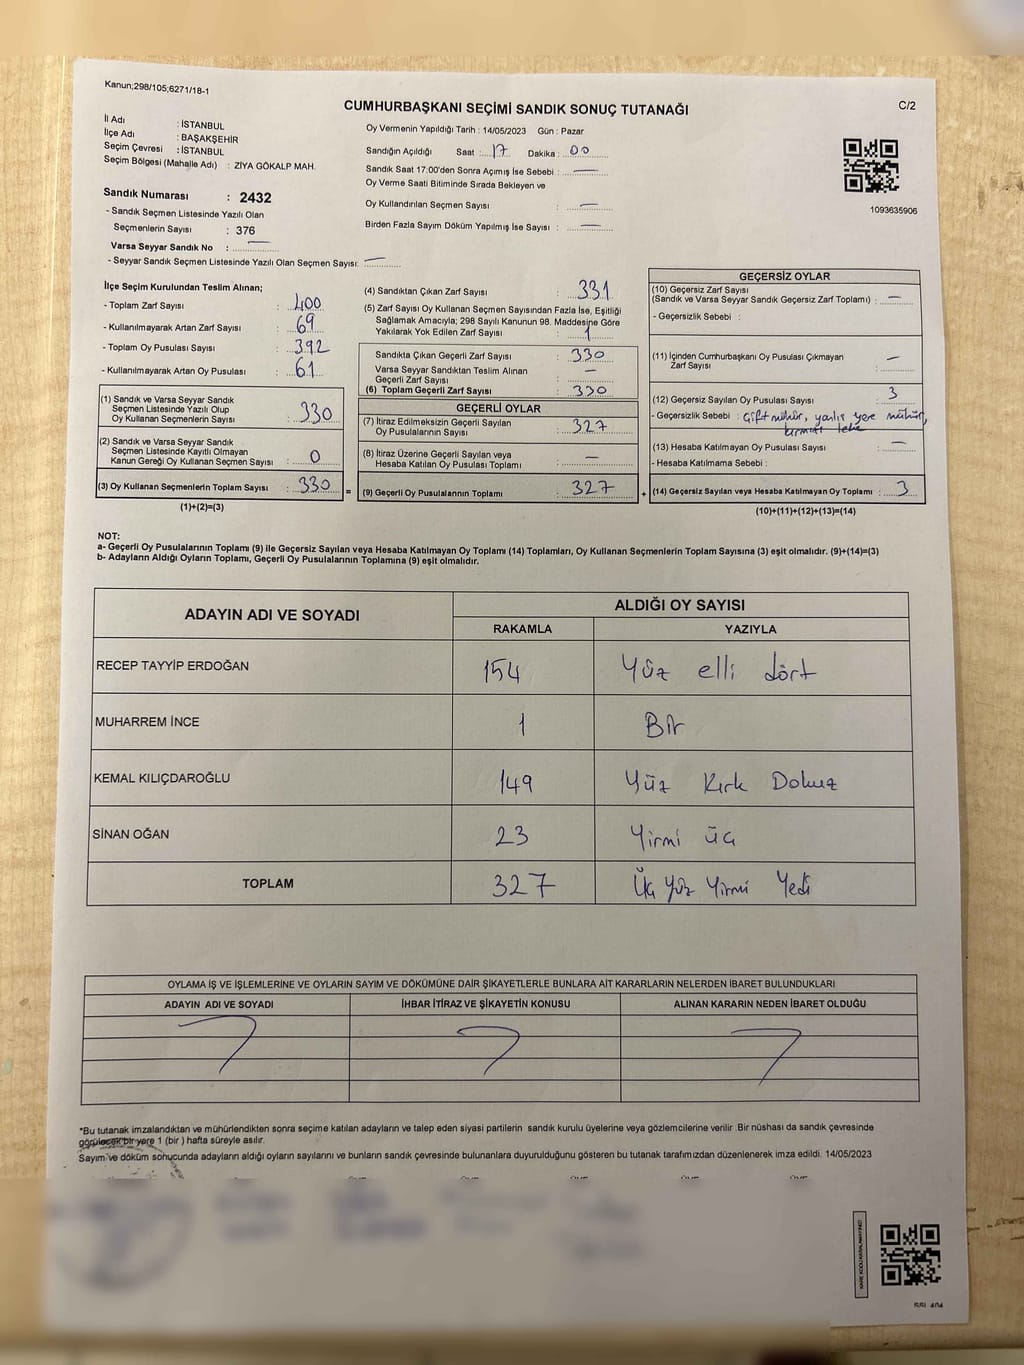 Kanun;298/105;6271/18-1
CUMHURBAŞKANI SEÇİMİ SANDIK SONUÇ TUTANAĞI
C/2
İl Adı : İSTANBUL
İlçe Adı : BAŞAKŞEHİR
Seçim Çevresi : İSTANBUL
Seçim Bölgesi (Mahalle Adı) : ZİYA GÖKALP MAH.
Sandık Numarası : 2432
- Sandık Seçmen Listesinde Yazılı Olan
Seçmenlerin Sayısı : 376
Varsa Seyyar Sandık No : —
- Seyyar Sandık Seçmen Listesinde Yazılı Olan Seçmen Sayısı: —
Oy Vermenin Yapıldığı Tarih : 14/05/2023 Gün : Pazar
Sandığın Açıldığı Saat : 17 Dakika : 00
Sandık Saat 17.00'den Sonra Açımış İse Sebebi : —
Oy Verme Saati Bitiminde Sırada Bekleyen ve
Oy Kullandırılan Seçmen Sayısı : —
Birden Fazla Sayım Döküm Yapılmış İse Sayısı : —
1093635906
İlçe Seçim Kurulundan Teslim Alınan;
- Toplam Zarf Sayısı : 400
- Kullanılmayarak Artan Zarf Sayısı : 69
- Toplam Oy Pusulası Sayısı : 392
- Kullanılmayarak Artan Oy Pusulası : 61
(1) Sandık ve Varsa Seyyar Sandık
Seçmen Listesinde Yazılı Olup
Oy Kullanan Seçmenlerin Sayısı : 330
(2) Sandık ve Varsa Seyyar Sandık
Seçmen Listesinde Kayıtlı Olmayan
Kanun Gereği Oy Kullanan Seçmen Sayısı : 0
(3) Oy Kullanan Seçmenlerin Toplam Sayısı : 330 =
(1)+(2)=(3)
(4) Sandıktan Çıkan Zarf Sayısı : 331
(5) Zarf Sayısı Oy Kullanan Seçmen Sayısından Fazla İse, Eşitliği
Sağlamak Amacıyla; 298 Sayılı Kanunun 98. Maddesine Göre
Yakılarak Yok Edilen Zarf Sayısı : 1
Sandıkta Çıkan Geçerli Zarf Sayısı : 330
Varsa Seyyar Sandıktan Teslim Alınan
Geçerli Zarf Sayısı : —
(6) Toplam Geçerli Zarf Sayısı : 330
GEÇERLİ OYLAR
(7) İtiraz Edilmeksizin Geçerli Sayılan
Oy Pusulalarının Sayısı : 327
(8) İtiraz Üzerine Geçerli Sayılan veya
Hesaba Katılan Oy Pusulası Toplamı : —
(9) Geçerli Oy Pusulalarının Toplamı : 327 +
GEÇERSİZ OYLAR
(10) Geçersiz Zarf Sayısı
(Sandık ve Varsa Seyyar Sandık Geçersiz Zarf Toplamı) : —
- Geçersizlik Sebebi :
(11) İçinden Cumhurbaşkanı Oy Pusulası Çıkmayan
Zarf Sayısı : —
(12) Geçersiz Sayılan Oy Pusulası Sayısı : 3
- Geçersizlik Sebebi : Çift mühür, yanlış yere mühür,
kırmızı leke
(13) Hesaba Katılmayan Oy Pusulası Sayısı : —
- Hesaba Katılmama Sebebi :
(14) Geçersiz Sayılan veya Hesaba Katılmayan Oy Toplamı : 3
(10)+(11)+(12)+(13)=(14)
NOT:
a- Geçerli Oy Pusulalarının Toplamı (9) ile Geçersiz Sayılan veya Hesaba Katılmayan Oy Toplamı (14) Toplamları, Oy Kullanan Seçmenlerin Toplam Sayısına (3) eşit olmalıdır. (9)+(14)=(3)
b- Adayların Aldığı Oyların Toplamı, Geçerli Oy Pusulalarının Toplamına (9) eşit olmalıdır.
ADAYIN ADI VE SOYADI ALDIĞI OY SAYISI
RAKAMLA YAZIYLA
RECEP TAYYİP ERDOĞAN 154 Yüz elli dört
MUHARREM İNCE 1 Bir
KEMAL KILIÇDAROĞLU 149 Yüz Kırk Dokuz
SİNAN OĞAN 23 Yirmi üç
TOPLAM 327 Üç Yüz Yirmi Yedi
OYLAMA İŞ VE İŞLEMLERİNE VE OYLARIN SAYIM VE DÖKÜMÜNE DAİR ŞİKAYETLERLE BUNLARA AİT KARARLARIN NELERDEN İBARET BULUNDUKLARI
ADAYIN ADI VE SOYADI İHBAR İTİRAZ VE ŞİKAYETİN KONUSU ALINAN KARARIN NEDEN İBARET OLDUĞU
*Bu tutanak imzalandıktan ve mühürlendikten sonra seçime katılan adayların ve talep eden siyasi partilerin sandık kurulu üyelerine veya gözlemcilerine verilir .Bir nüshası da sandık çevresinde
görülecek bir yere 1 (bir ) hafta süreyle asılır.
Sayım ve döküm sonucunda adayların aldığı oyların sayılarını ve bunların sandık çevresinde bulunanlara duyurulduğunu gösteren bu tutanak tarafımızdan düzenlenerek imza edildi. 14/05/2023